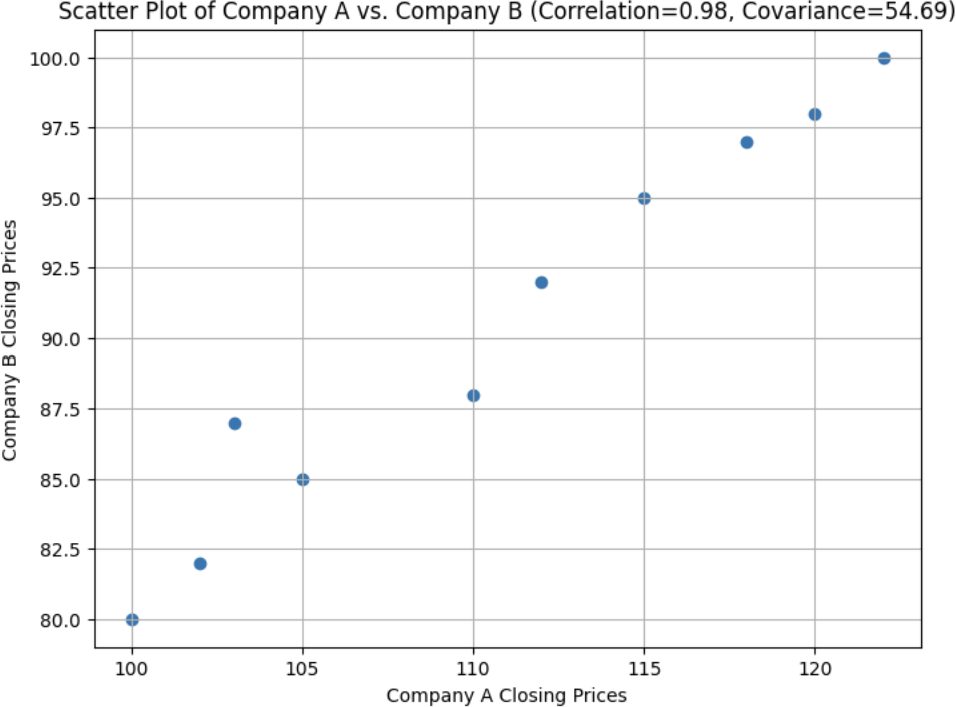 Scatter Plot of Company A vs. Company B (Correlation=0.98, Covariance=54.69)
100.0
97.5
95.0
92.5
90.0
87.5
85.0
82.5
80.0
Company B Closing Prices
100 105 110 115 120
Company A Closing Prices